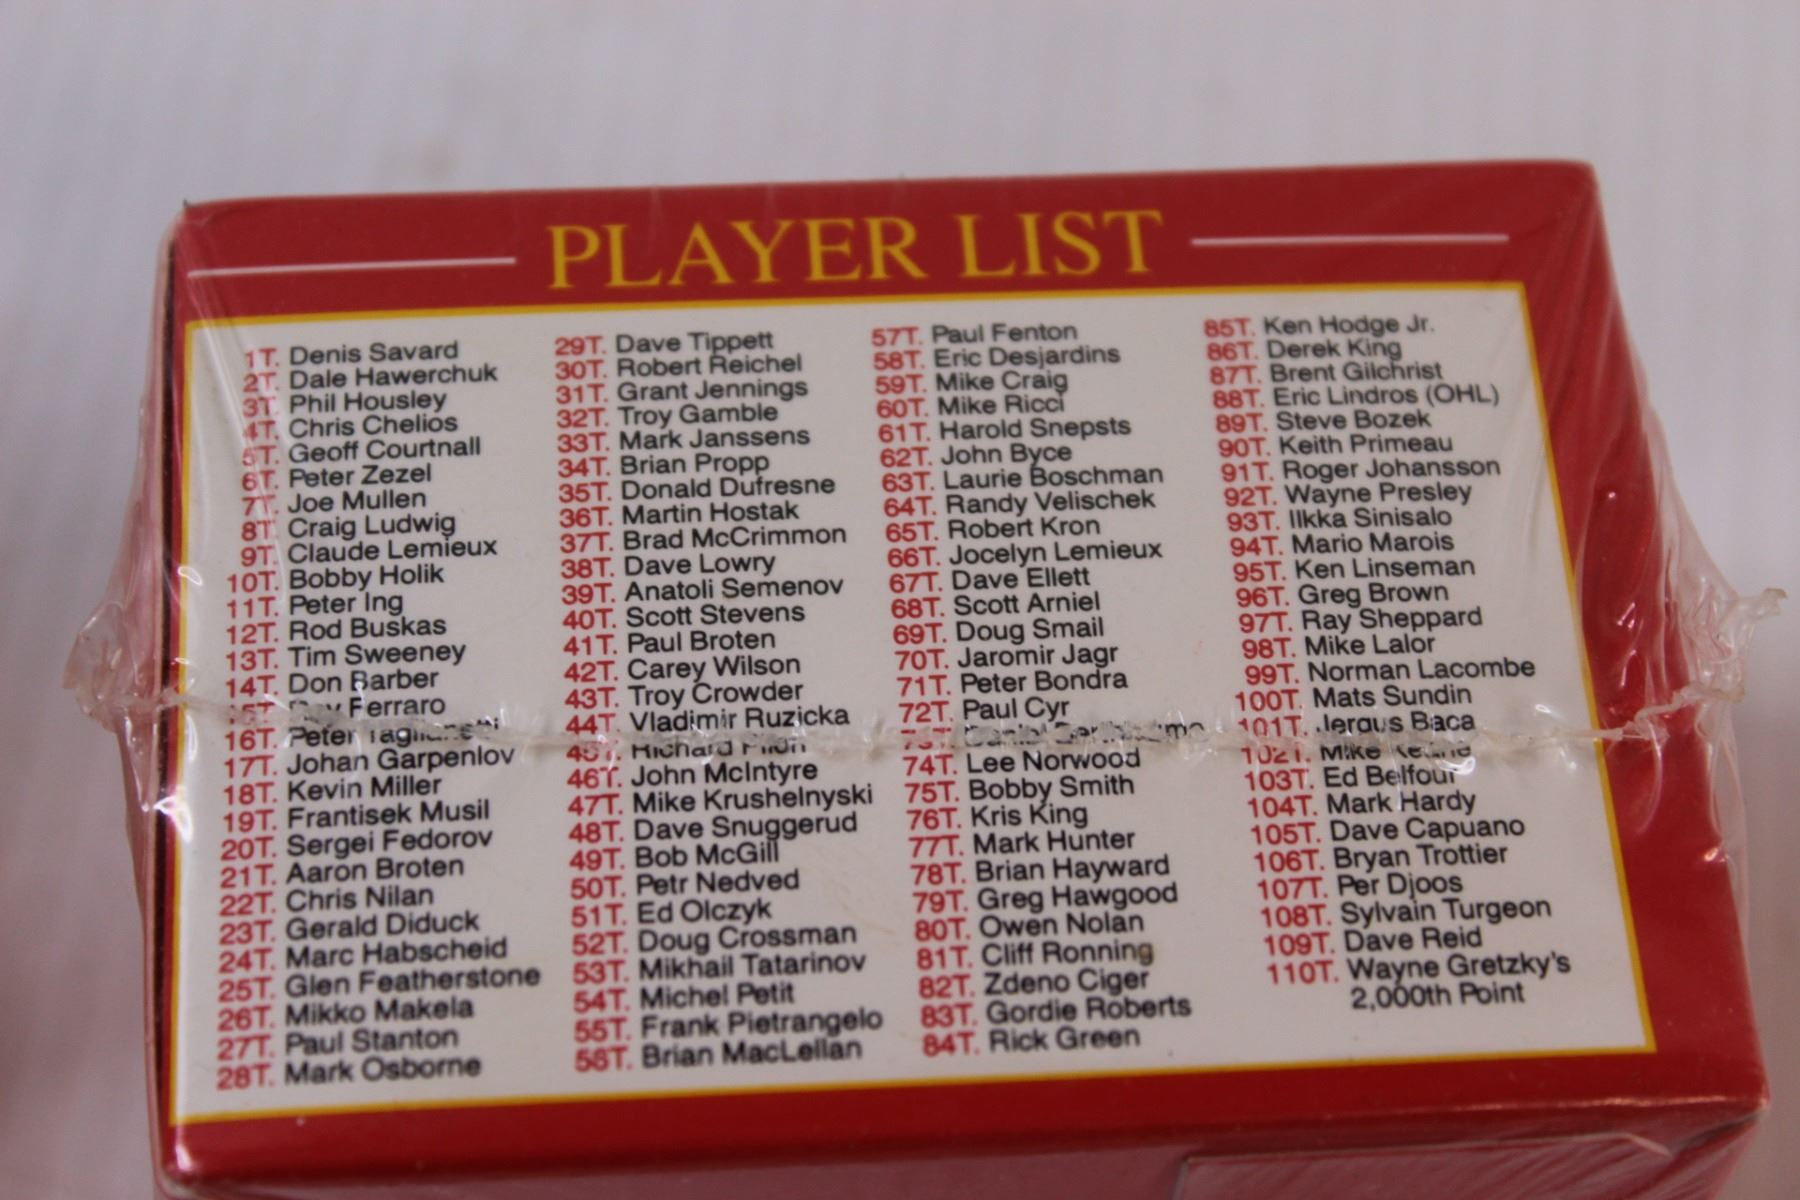 PLAYER LIST
1T. Denis Savard
2T. Dale Hawerchuk
3T. Phil Housley
4T. Chris Chelios
5T. Geoff Courtnall
6T. Peter Zezel
7T. Joe Mullen
8T. Craig Ludwig
9T. Claude Lemieux
10T. Bobby Holik
11T. Peter Ing
12T. Rod Buskas
13T. Tim Sweeney
14T. Don Barber
15T. Ray Ferraro
16T. Peter Taglianetti
17T. Johan Garpenlov
18T. Kevin Miller
19T. Frantisek Musil
20T. Sergei Fedorov
21T. Aaron Broten
22T. Chris Nilan
23T. Gerald Diduck
24T. Marc Habscheid
25T. Glen Featherstone
26T. Mikko Makela
27T. Paul Stanton
28T. Mark Osborne
29T. Dave Tippett
30T. Robert Reichel
31T. Grant Jennings
32T. Troy Gamble
33T. Mark Janssens
34T. Brian Propp
35T. Donald Dufresne
36T. Martin Hostak
37T. Brad McCrimmon
38T. Dave Lowry
39T. Anatoli Semenov
40T. Scott Stevens
41T. Paul Broten
42T. Carey Wilson
43T. Troy Crowder
44T. Vladimir Ruzicka
45T. Richard Pilon
46T. John McIntyre
47T. Mike Krushelnyski
48T. Dave Snuggerud
49T. Bob McGill
50T. Petr Nedved
51T. Ed Olczyk
52T. Doug Crossman
53T. Mikhail Tatarinov
54T. Michel Petit
55T. Frank Pietrangelo
56T. Brian MacLellan
57T. Paul Fenton
58T. Eric Desjardins
59T. Mike Craig
60T. Mike Ricci
61T. Harold Snepsts
62T. John Byce
63T. Laurie Boschman
64T. Randy Velischek
65T. Robert Kron
66T. Jocelyn Lemieux
67T. Dave Ellett
68T. Scott Arniel
69T. Doug Smail
70T. Jaromir Jagr
71T. Peter Bondra
72T. Paul Cyr
73T. Daniel Berthiaume
74T. Lee Norwood
75T. Bobby Smith
76T. Kris King
77T. Mark Hunter
78T. Brian Hayward
79T. Greg Hawgood
80T. Owen Nolan
81T. Cliff Ronning
82T. Zdeno Ciger
83T. Gordie Roberts
84T. Rick Green
85T. Ken Hodge Jr.
86T. Derek King
87T. Brent Gilchrist
88T. Eric Lindros (OHL)
89T. Steve Bozek
90T. Keith Primeau
91T. Roger Johansson
92T. Wayne Presley
93T. Ilkka Sinisalo
94T. Mario Marois
95T. Ken Linseman
96T. Greg Brown
97T. Ray Sheppard
98T. Mike Lalor
99T. Norman Lacombe
100T. Mats Sundin
101T. Jergus Baca
102T. Mike Keane
103T. Ed Belfour
104T. Mark Hardy
105T. Dave Capuano
106T. Bryan Trottier
107T. Per Djoos
108T. Sylvain Turgeon
109T. Dave Reid
110T. Wayne Gretzky's
2,000th Point